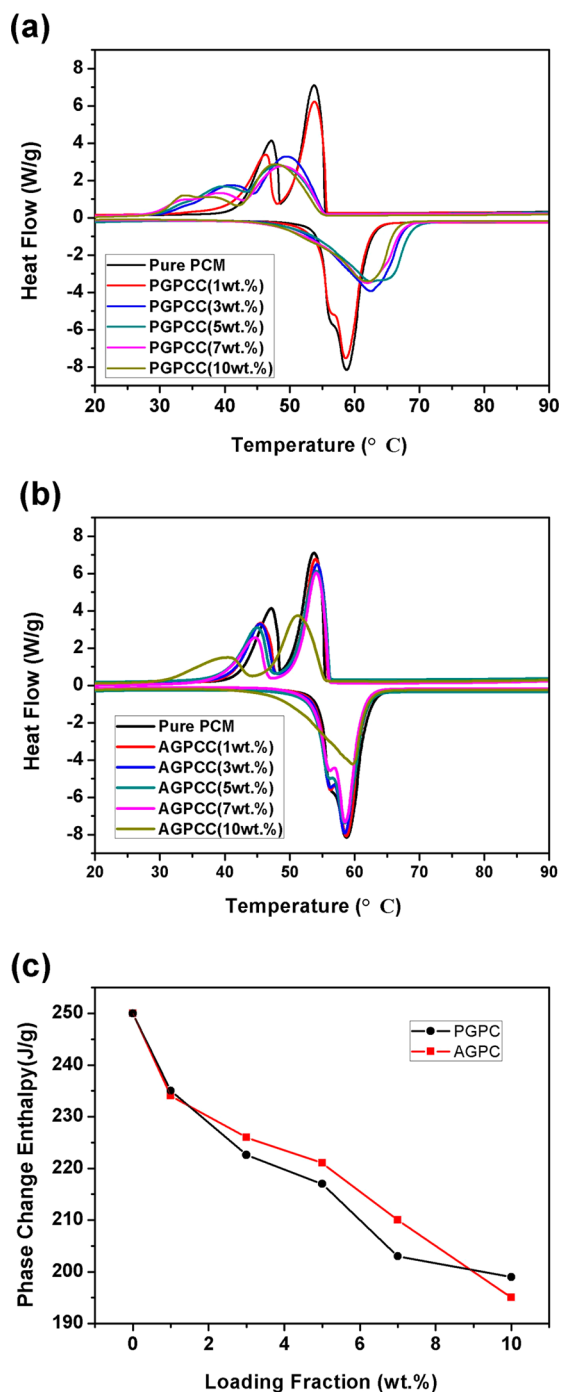 (a)
8
6
4
2
0
-2
-4
-6
-8
Heat Flow (W/g)
Pure PCM
PGPCC(1wt.%)
PGPCC(3wt.%)
PGPCC(5wt.%)
PGPCC(7wt.%)
PGPCC(10wt.%)
20 30 40 50 60 70 80 90
Temperature (° C)
(b)
8
6
4
2
0
-2
-4
-6
-8
Heat Flow (W/g)
Pure PCM
AGPCC(1wt.%)
AGPCC(3wt.%)
AGPCC(5wt.%)
AGPCC(7wt.%)
AGPCC(10wt.%)
20 30 40 50 60 70 80 90
Temperature (° C)
(c)
250
240
230
220
210
200
190
Phase Change Enthalpy(J/g)
PGPC
AGPC
0 2 4 6 8 10
Loading Fraction (wt.%)